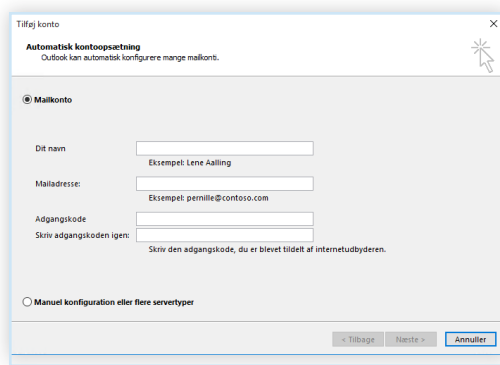 Tilføj konto
Automatisk kontoopsætning
Outlook kan automatisk konfigurere mange mailkonti.
Mailkonto
Dit navn
Eksempel: Lene Aalling
Mailadresse:
Eksempel: pernille@contoso.com
Adgangskode
Skriv adgangskoden igen:
Skriv den adgangskode, du er blevet tildelt af internetudbyderen.
Manuel konfiguration eller flere servertyper
< Tilbage Næste > Annuller